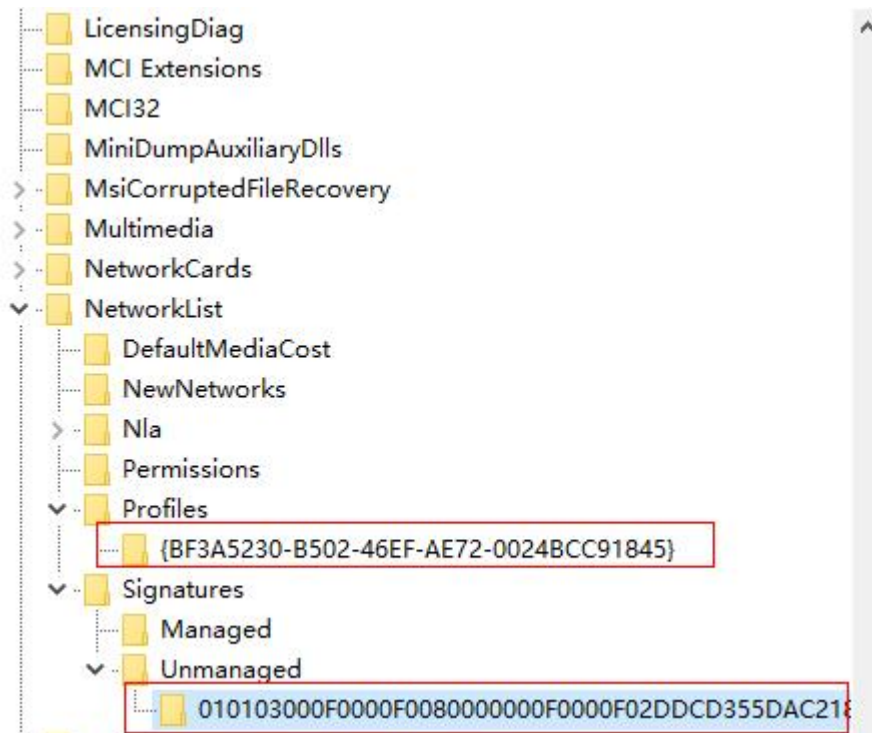 LicensingDiag
MCI Extensions
MCI32
MiniDumpAuxiliaryDlls
MsiCorruptedFileRecovery
Multimedia
NetworkCards
NetworkList
DefaultMediaCost
NewNetworks
Nla
Permissions
Profiles
{BF3A5230-B502-46EF-AE72-0024BCC91845}
Signatures
Managed
Unmanaged
010103000F0000F0080000000F0000F02DDCD355DAC218